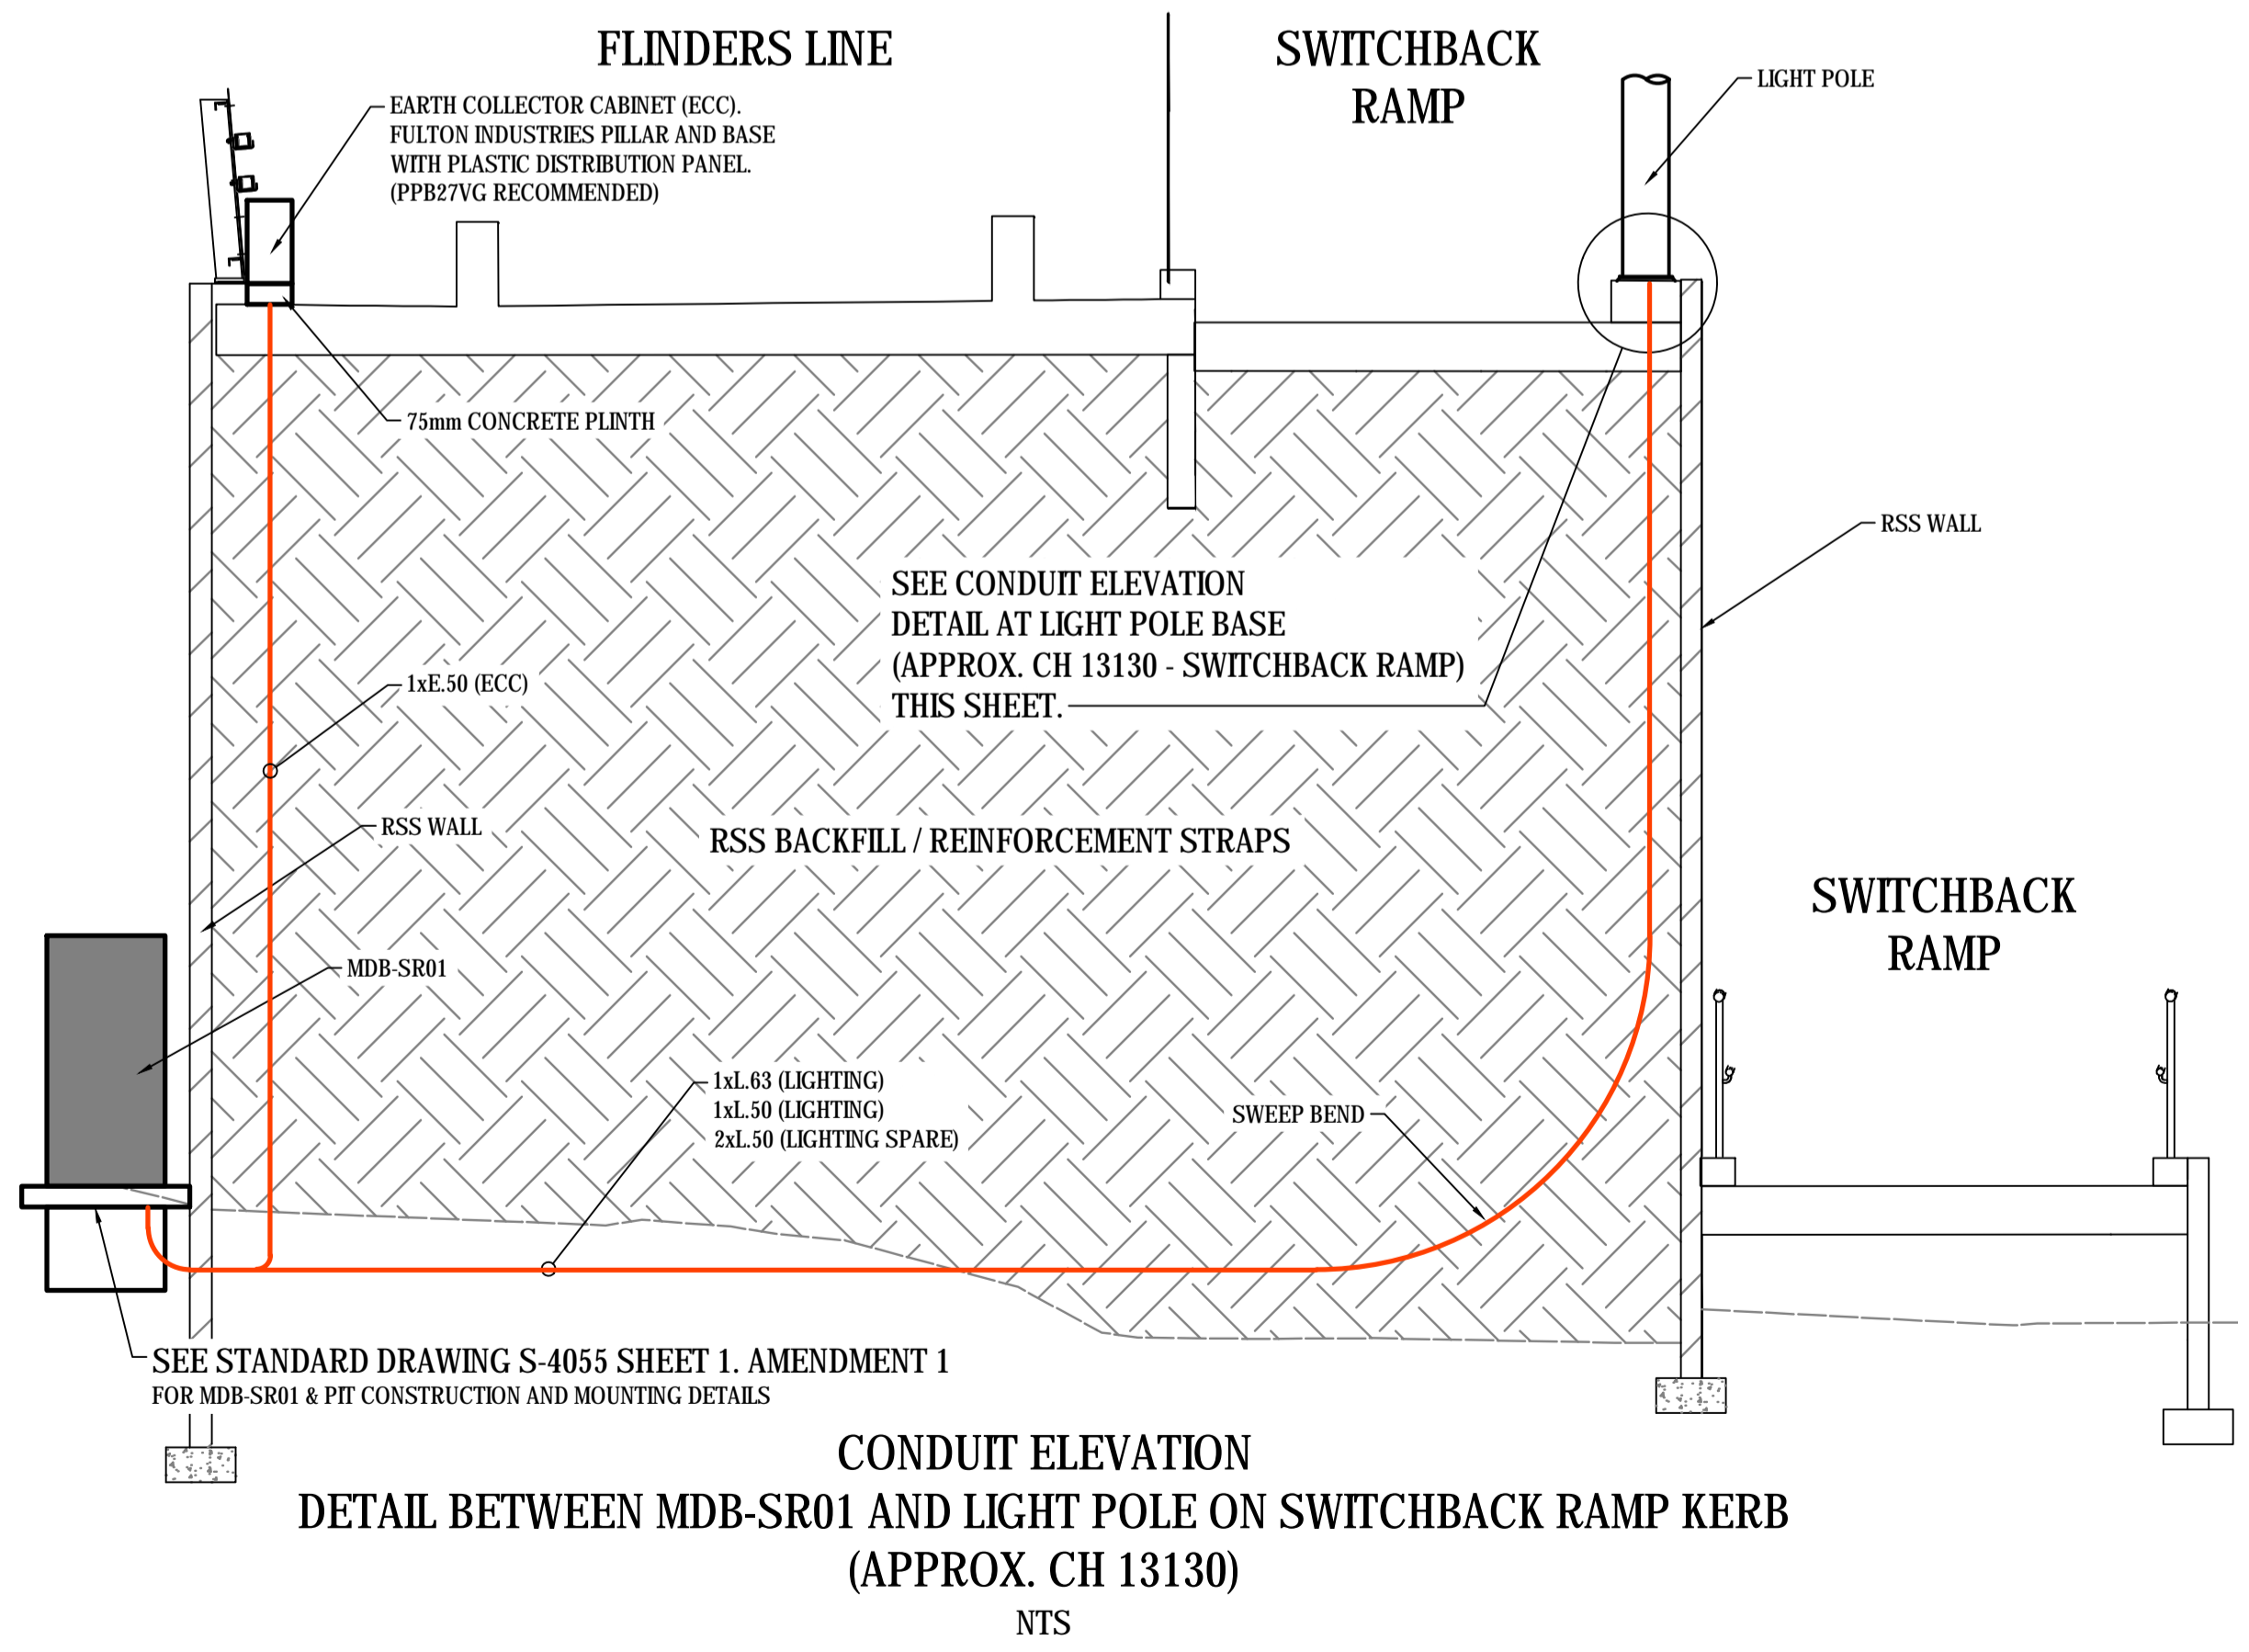 FLINDERS LINE
SWITCHBACK
RAMP
LIGHT POLE
EARTH COLLECTOR CABINET (ECC).
FULTON INDUSTRIES PILLAR AND BASE
WITH PLASTIC DISTRIBUTION PANEL.
(PPB27VG RECOMMENDED)
75mm CONCRETE PLINTH
RSS WALL
SEE CONDUIT ELEVATION
DETAIL AT LIGHT POLE BASE
(APPROX. CH 13130 - SWITCHBACK RAMP)
THIS SHEET.
1xE.50 (ECC)
RSS WALL
RSS BACKFILL / REINFORCEMENT STRAPS
SWITCHBACK
RAMP
MDB-SR01
1xL.63 (LIGHTING)
1xL.50 (LIGHTING)
2xL.50 (LIGHTING SPARE)
SWEEP BEND
SEE STANDARD DRAWING S-4055 SHEET 1. AMENDMENT 1
FOR MDB-SR01 & PIT CONSTRUCTION AND MOUNTING DETAILS
CONDUIT ELEVATION
DETAIL BETWEEN MDB-SR01 AND LIGHT POLE ON SWITCHBACK RAMP KERB
(APPROX. CH 13130)
NTS